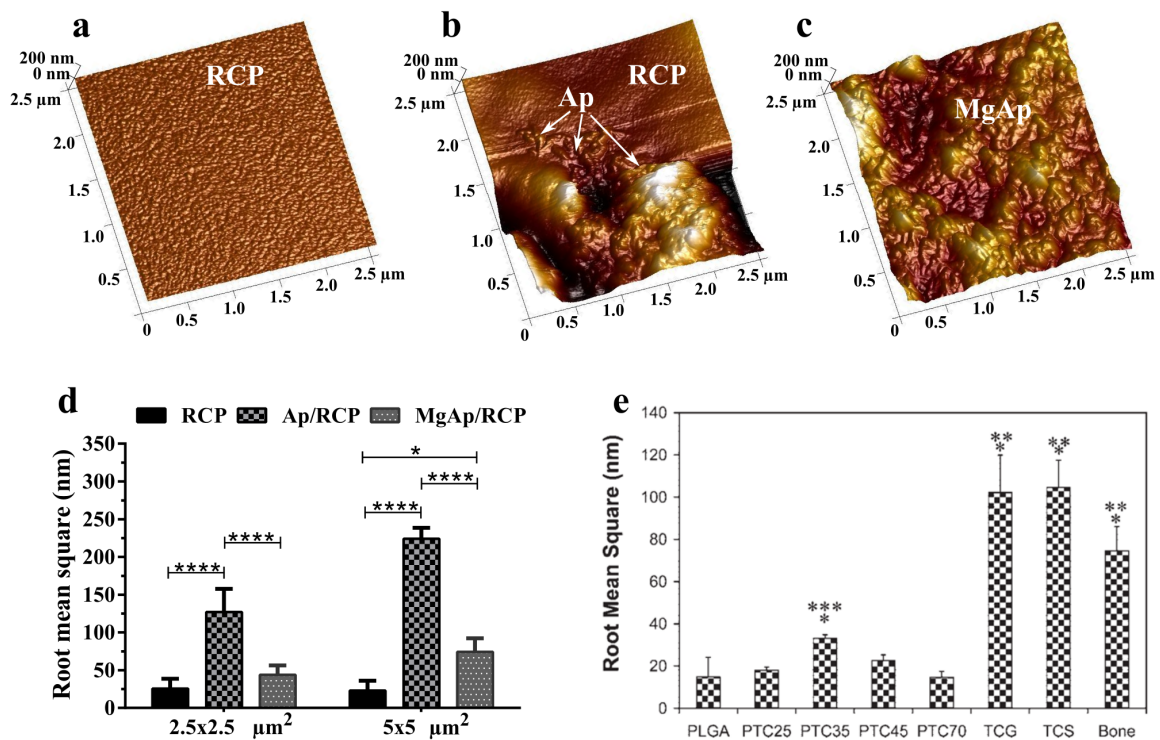 a
200 nm
0 nm
2.5 µm
2.0
1.5
1.0
0.5
0
0.5
1.0
1.5
2.0
2.5 µm
RCP
b
200 nm
0 nm
2.5 µm
2.0
1.5
1.0
0.5
0
0.5
1.0
1.5
2.0
2.5 µm
Ap
RCP
c
200 nm
0 nm
2.5 µm
2.0
1.5
1.0
0.5
0
0.5
1.0
1.5
2.0
2.5 µm
MgAp
d
RCP Ap/RCP MgAp/RCP
Root mean square (nm)
350
300
250
200
150
100
50
0
****
****
*
****
****
2.5x2.5 µm²
5x5 µm²
e
Root Mean Square (nm)
140
120
100
80
60
40
20
0
***
*
**
*
**
*
**
*
PLGA PTC25 PTC35 PTC45 PTC70 TCG TCS Bone